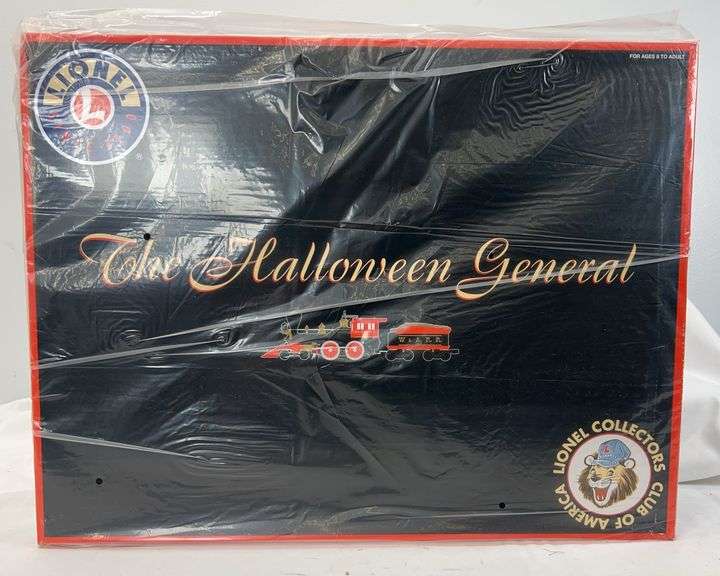 FOR AGES 8 TO ADULT
LIONEL
L
®
The Halloween General
W & A R.R.
LIONEL COLLECTORS
CLUB OF AMERICA